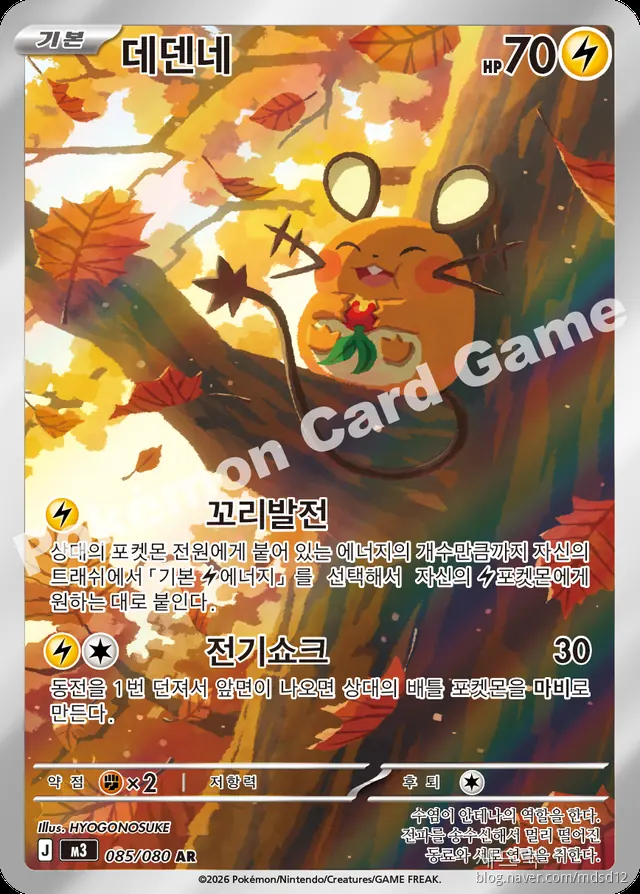 기본 데덴네 HP70
꼬리발전
상대의 포켓몬 전원에게 붙어 있는 에너지의 개수만큼까지 자신의
트래쉬에서 「기본 에너지」를 선택해서 자신의 포켓몬에게
원하는 대로 붙인다.
전기쇼크 30
동전을 1번 던져서 앞면이 나오면 상대의 배틀 포켓몬을 마비로
만든다.
약점 ×2 저항력 후퇴
Illus. HYOGONOSUKE
수염이 안테나의 역할을 한다.
전파를 송수신해서 멀리 떨어진
동료와 서로 연락을 취한다.
J m3 085/080 AR
©2026 Pokémon/Nintendo/Creatures/GAME FREAK.
Pokémon Card Game
blog.naver.com/mdsd12